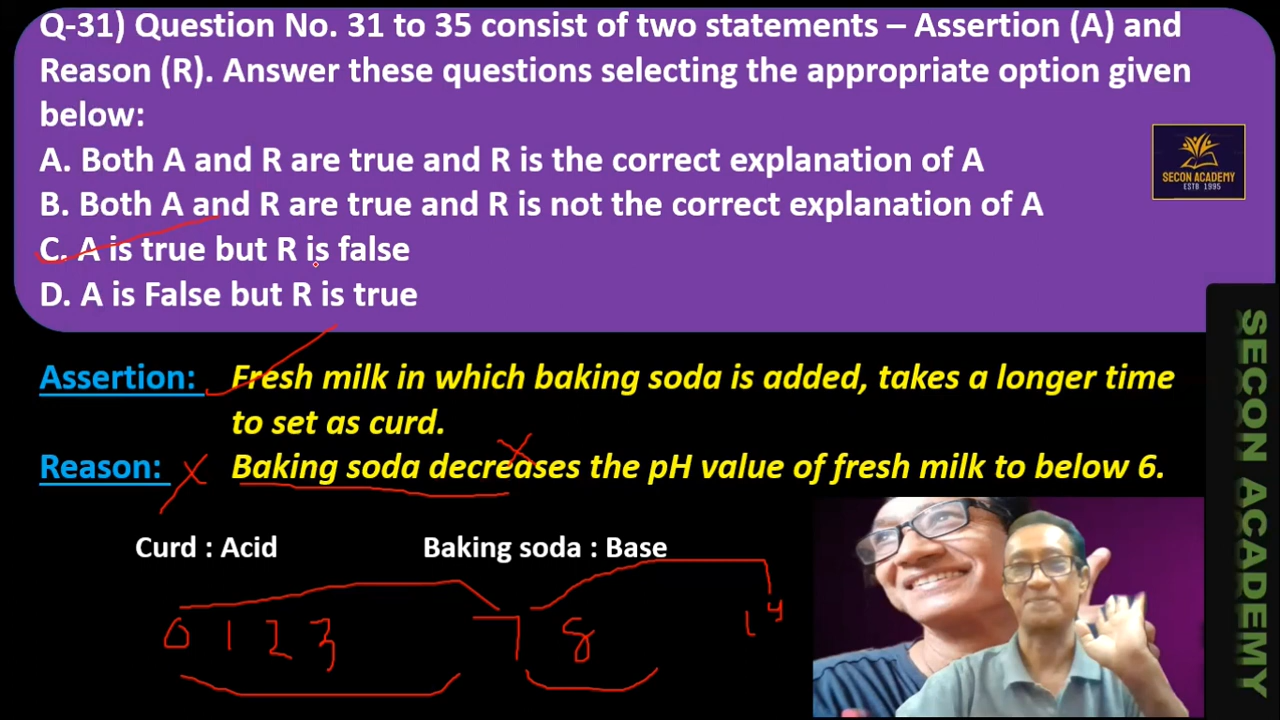 Q-31) Question No. 31 to 35 consist of two statements – Assertion (A) and
Reason (R). Answer these questions selecting the appropriate option given
below:
A. Both A and R are true and R is the correct explanation of A
B. Both A and R are true and R is not the correct explanation of A
C. A is true but R is false
D. A is False but R is true
SECON ACADEMY
ESTB 1995
Assertion: Fresh milk in which baking soda is added, takes a longer time
to set as curd.
Reason: Baking soda decreases the pH value of fresh milk to below 6.
Curd : Acid Baking soda : Base
0 1 2 3 7 8 14
SECON ACADEMY